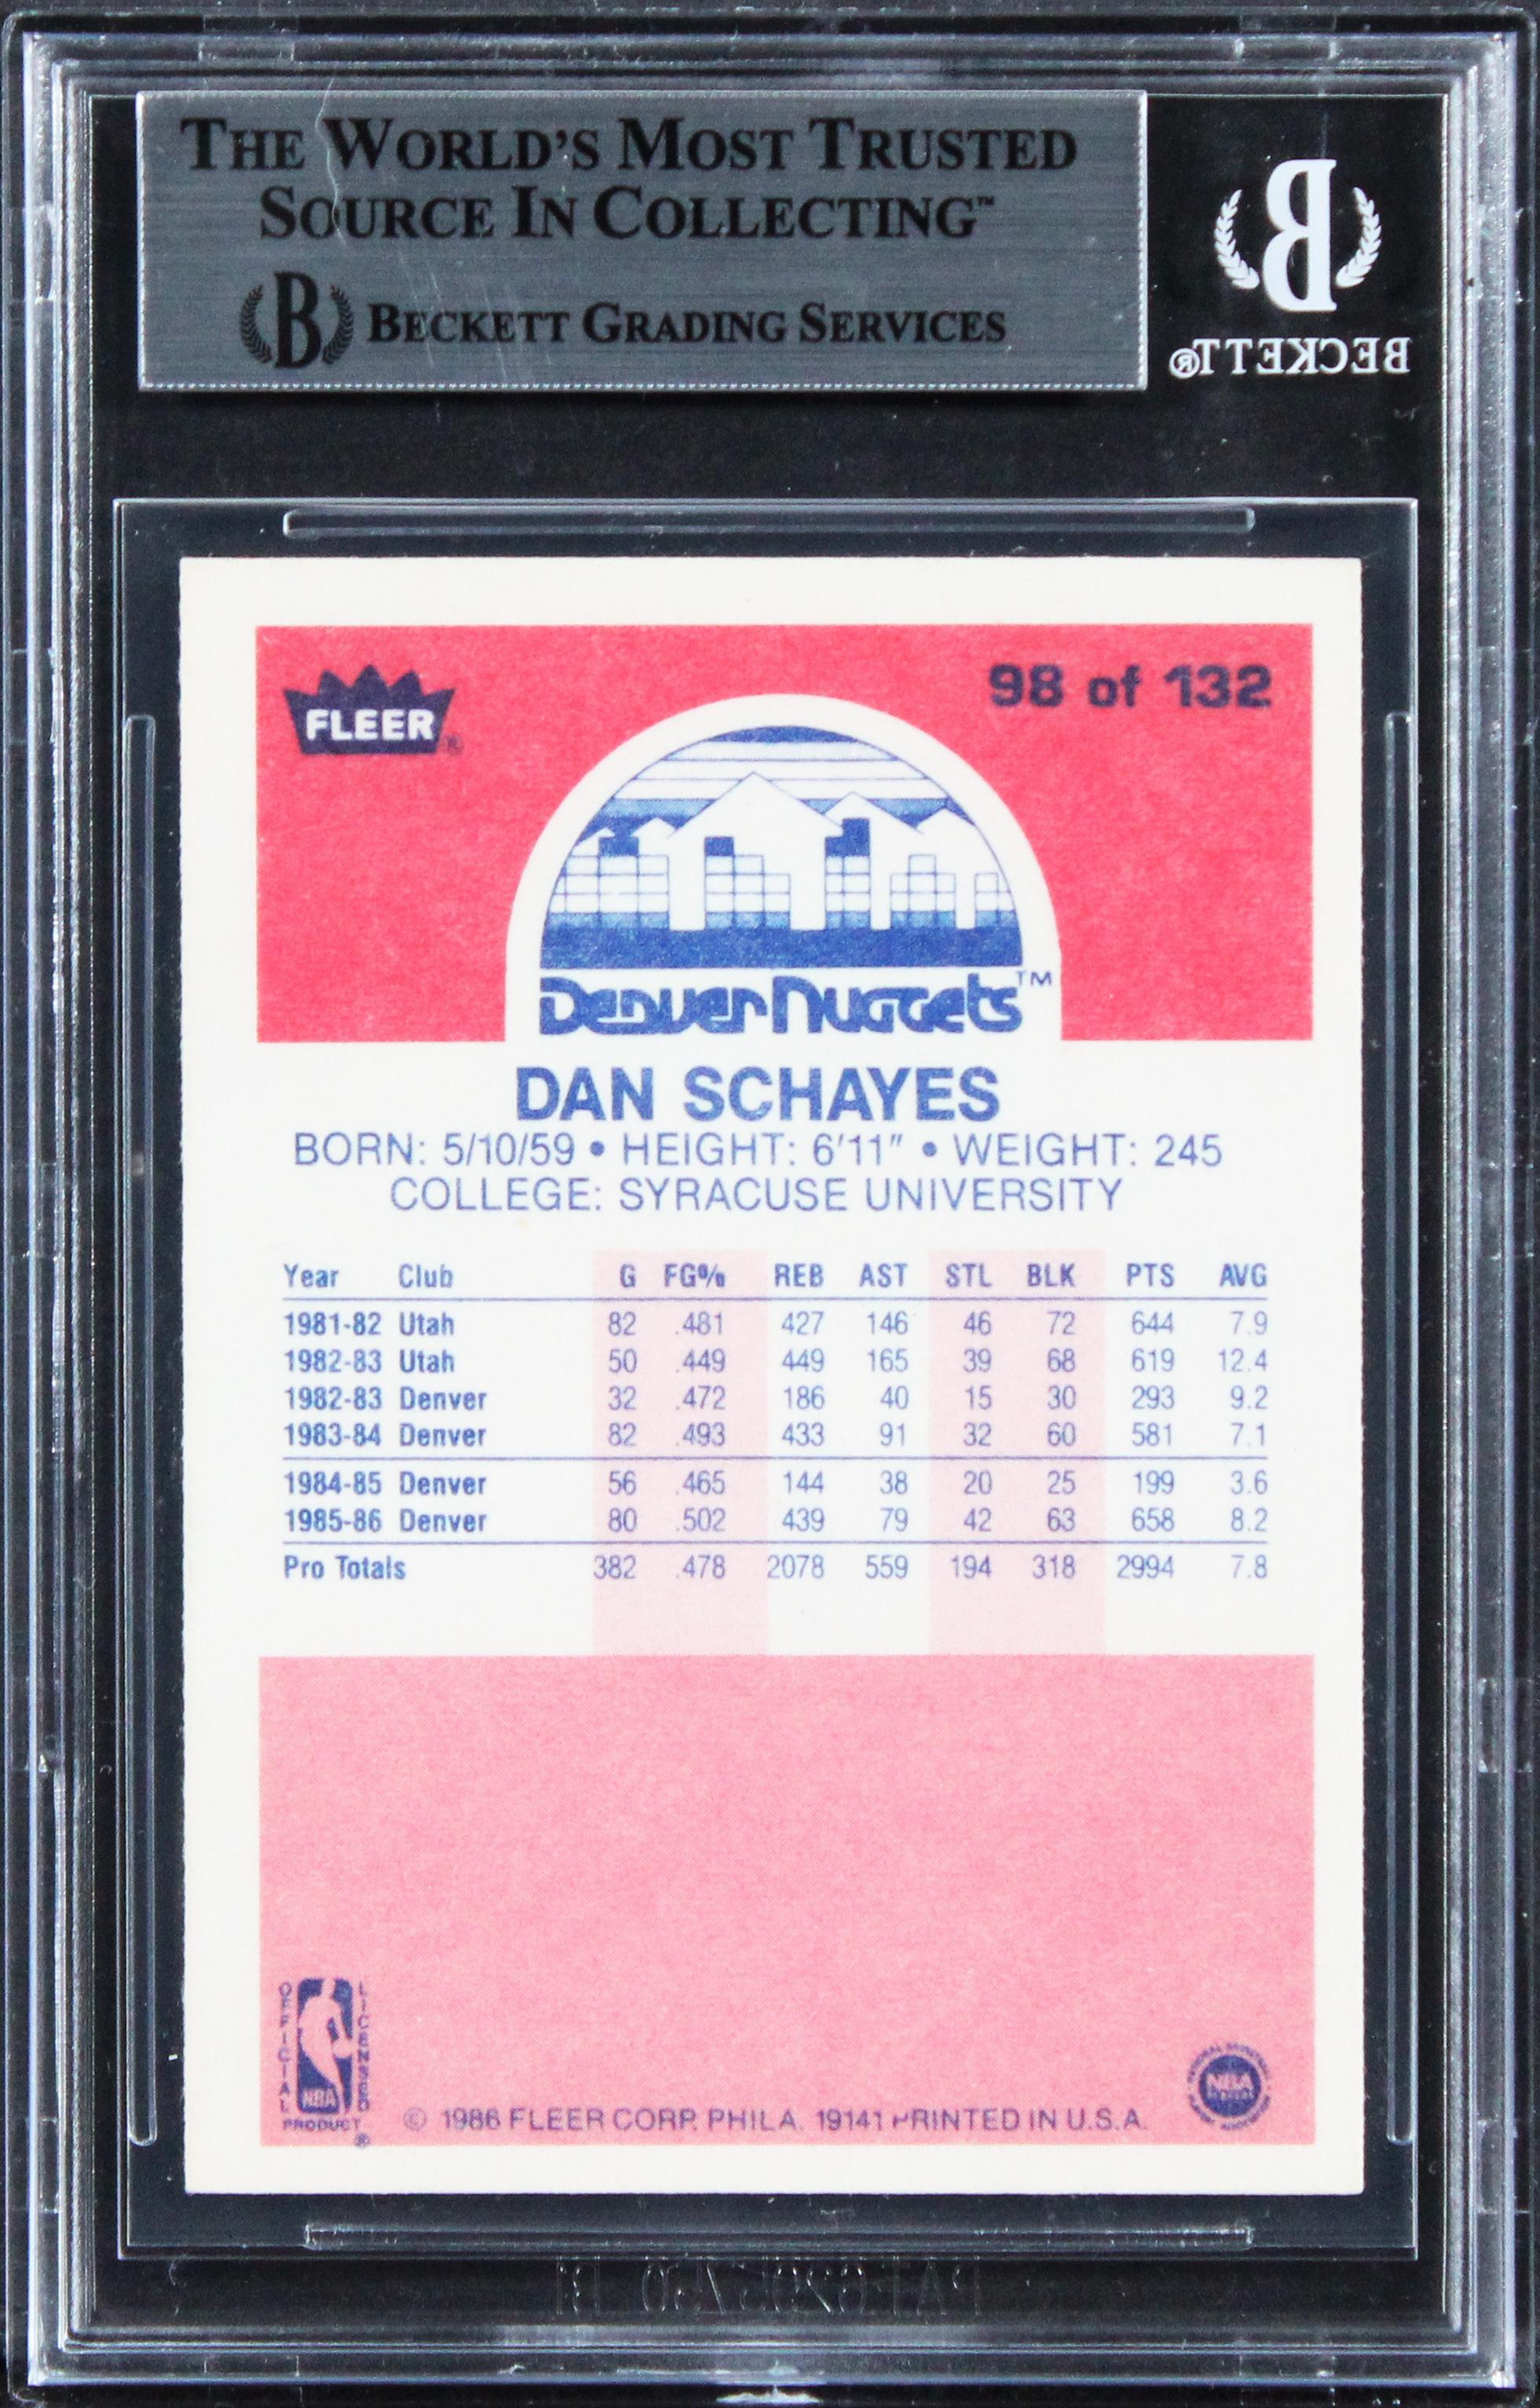 THE WORLD'S MOST TRUSTED
SOURCE IN COLLECTING™
B BECKETT GRADING SERVICES
B
BECKETT®
FLEER®
98 of 132
Denver Nuggets™
DAN SCHAYES
BORN: 5/10/59 • HEIGHT: 6'11" • WEIGHT: 245
COLLEGE: SYRACUSE UNIVERSITY
Year Club G FG% REB AST STL BLK PTS AVG
1981-82 Utah 82 .481 427 146 46 72 644 7.9
1982-83 Utah 50 .449 449 165 39 68 619 12.4
1982-83 Denver 32 .472 186 40 15 30 293 9.2
1983-84 Denver 82 .493 433 91 32 60 581 7.1
1984-85 Denver 56 .465 144 38 20 25 199 3.6
1985-86 Denver 80 .502 439 79 42 63 658 8.2
Pro Totals 382 .478 2078 559 194 318 2994 7.8
OFFICIAL NBA LICENSED
PRODUCT®
© 1986 FLEER CORP. PHILA. 19141 PRINTED IN U.S.A.
NBA